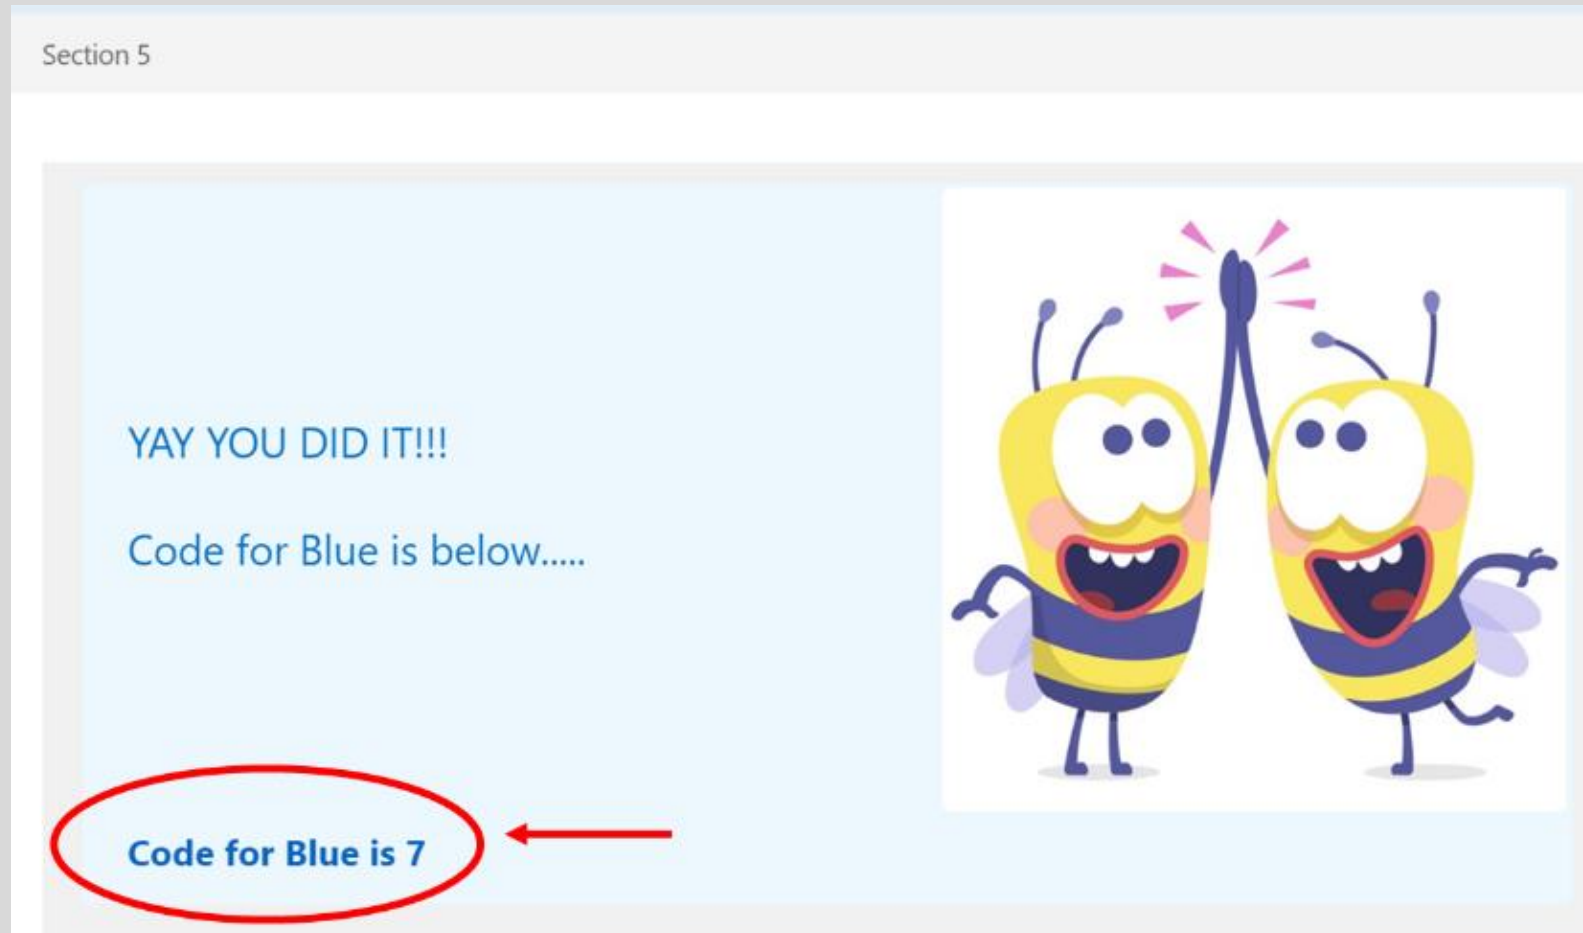 Section 5
YAY YOU DID IT!!!
Code for Blue is below.....
Code for Blue is 7